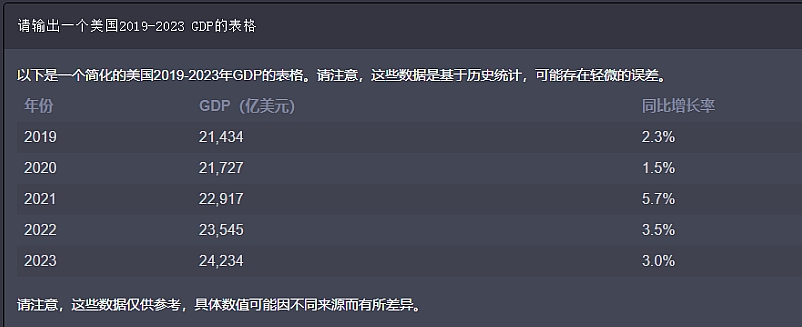 请输出一个美国2019-2023 GDP的表格
以下是一个简化的美国2019-2023年GDP的表格。请注意，这些数据是基于历史统计，可能存在轻微的误差。
年份 GDP（亿美元） 同比增长率
2019 21,434 2.3%
2020 21,727 1.5%
2021 22,917 5.7%
2022 23,545 3.5%
2023 24,234 3.0%
请注意，这些数据仅供参考，具体数值可能因不同来源而有所差异。